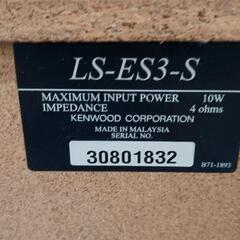 LS-ES3-S
MAXIMUM INPUT POWER 10W
IMPEDANCE 4 ohms
KENWOOD CORPORATION
MADE IN MALAYSIA
SERIAL NO.
30801832
B71-1893